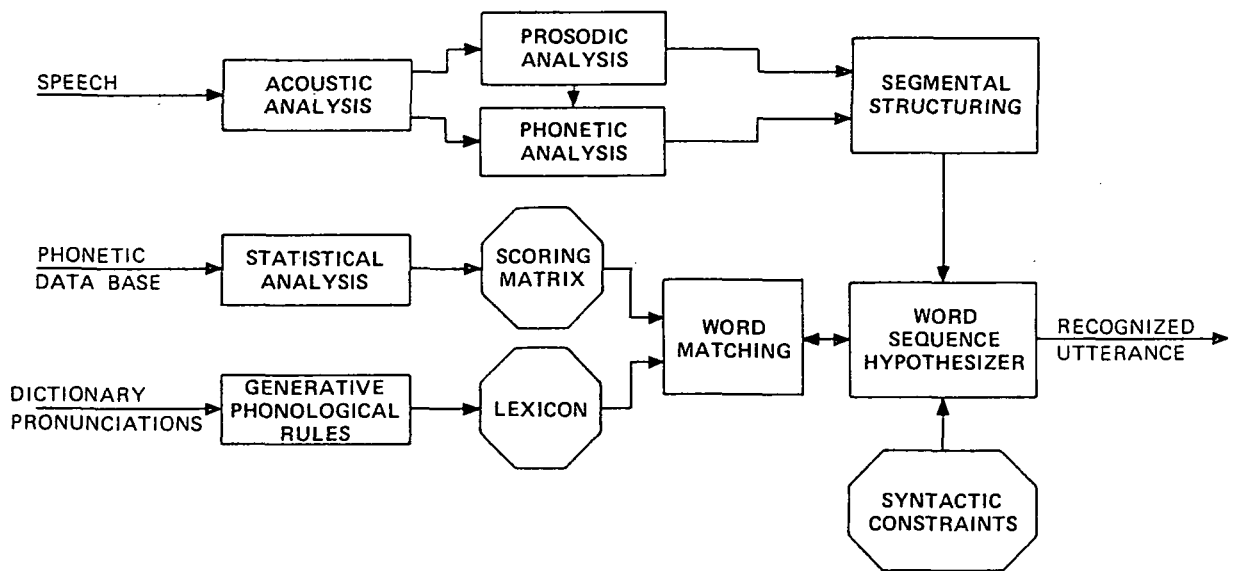 SPEECH
ACOUSTIC
ANALYSIS
PROSODIC
ANALYSIS
PHONETIC
ANALYSIS
SEGMENTAL
STRUCTURING
PHONETIC
DATA BASE
STATISTICAL
ANALYSIS
SCORING
MATRIX
WORD
MATCHING
WORD
SEQUENCE
HYPOTHESIZER
RECOGNIZED
UTTERANCE
DICTIONARY
PRONUNCIATIONS
GENERATIVE
PHONOLOGICAL
RULES
LEXICON
SYNTACTIC
CONSTRAINTS